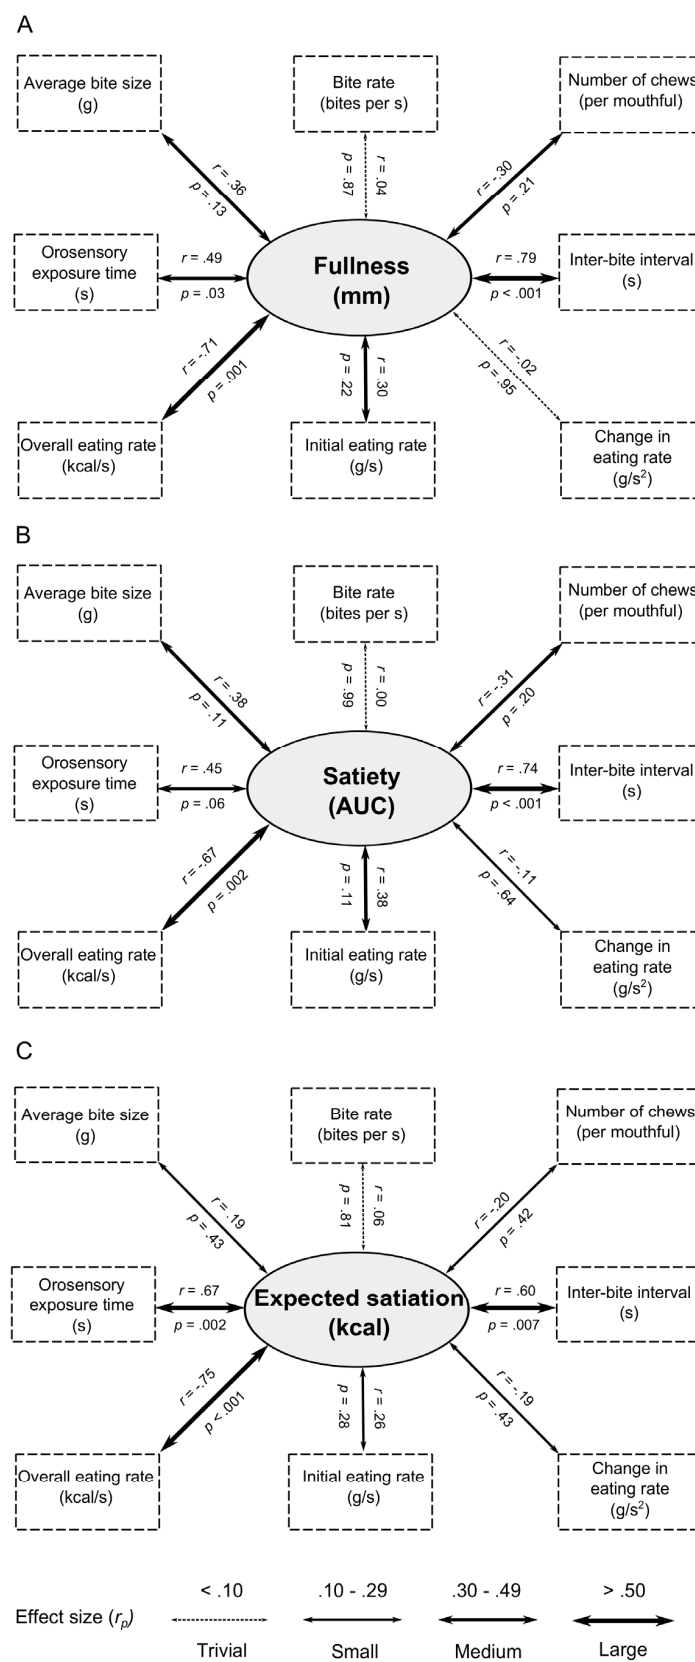 A
Average bite size
(g)
Bite rate
(bites per s)
Number of chews
(per mouthful)
r = .36
p = .13
r = .04
p = .87
r = -.30
p = .21
Orosensory
exposure time
(s)
r = .49
p = .03
Fullness
(mm)
r = .79
p < .001
Inter-bite interval
(s)
r = -.71
p = .001
r = .30
p = .22
r = -.02
p = .95
Overall eating rate
(kcal/s)
Initial eating rate
(g/s)
Change in
eating rate
(g/s²)
B
Average bite size
(g)
Bite rate
(bites per s)
Number of chews
(per mouthful)
r = .38
p = .11
r = .00
p = .99
r = -.31
p = .20
Orosensory
exposure time
(s)
r = .45
p = .06
Satiety
(AUC)
r = .74
p < .001
Inter-bite interval
(s)
r = -.67
p = .002
r = .38
p = .11
r = -.11
p = .64
Overall eating rate
(kcal/s)
Initial eating rate
(g/s)
Change in
eating rate
(g/s²)
C
Average bite size
(g)
Bite rate
(bites per s)
Number of chews
(per mouthful)
r = .19
p = .43
r = .06
p = .81
r = -.20
p = .42
Orosensory
exposure time
(s)
r = .67
p = .002
Expected satiation
(kcal)
r = .60
p = .007
Inter-bite interval
(s)
r = -.75
p < .001
r = .26
p = .28
r = -.19
p = .43
Overall eating rate
(kcal/s)
Initial eating rate
(g/s)
Change in
eating rate
(g/s²)
< .10 .10 - .29 .30 - .49 > .50
Effect size (rₚ)
Trivial Small Medium Large